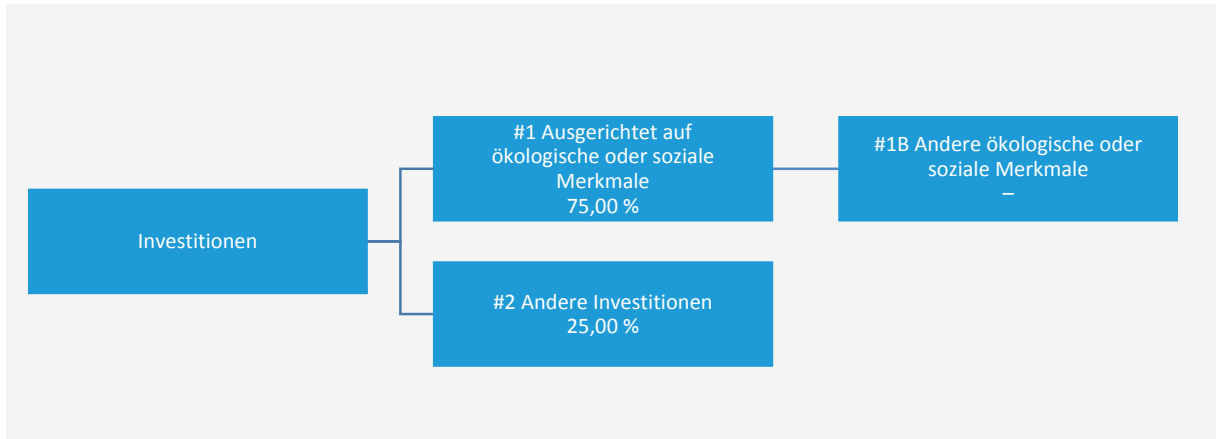 Investitionen
#1 Ausgerichtet auf
ökologische oder soziale
Merkmale
75,00 %
#2 Andere Investitionen
25,00 %
#1B Andere ökologische oder
soziale Merkmale
–